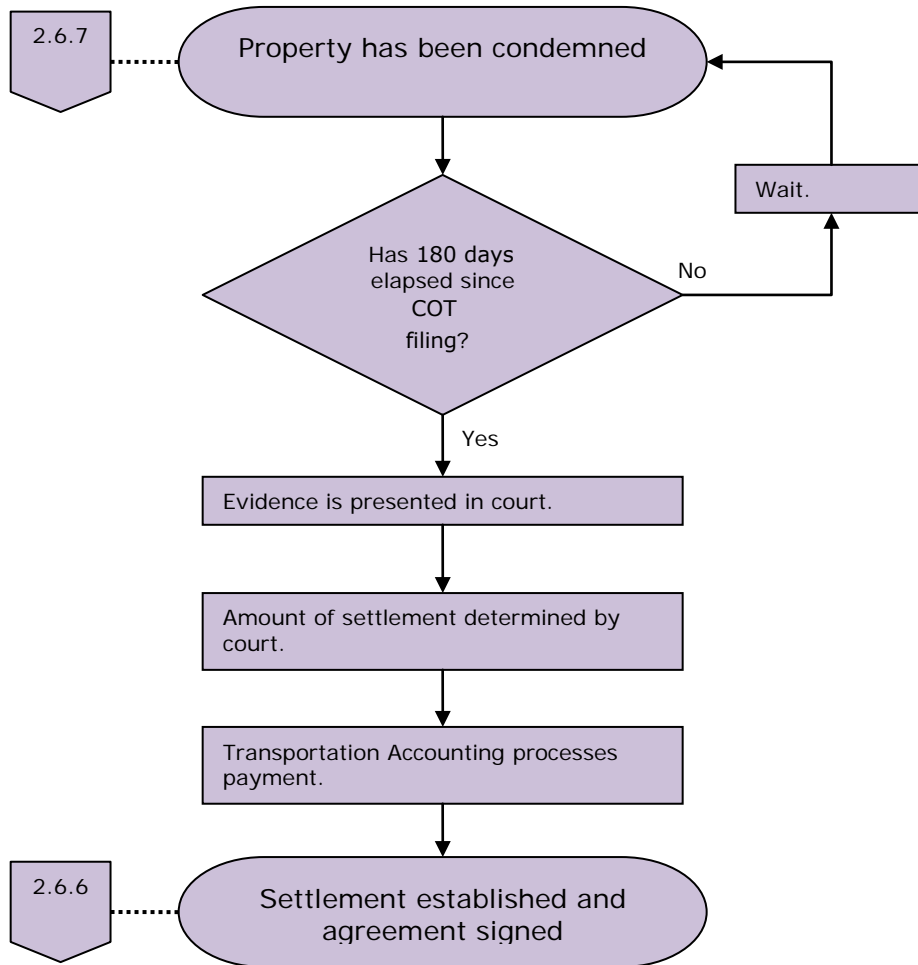 2.6.7
Property has been condemned
Wait.
Has 180 days
elapsed since
COT
filing?
No
Yes
Evidence is presented in court.
Amount of settlement determined by
court.
Transportation Accounting processes
payment.
2.6.6
Settlement established and
agreement signed